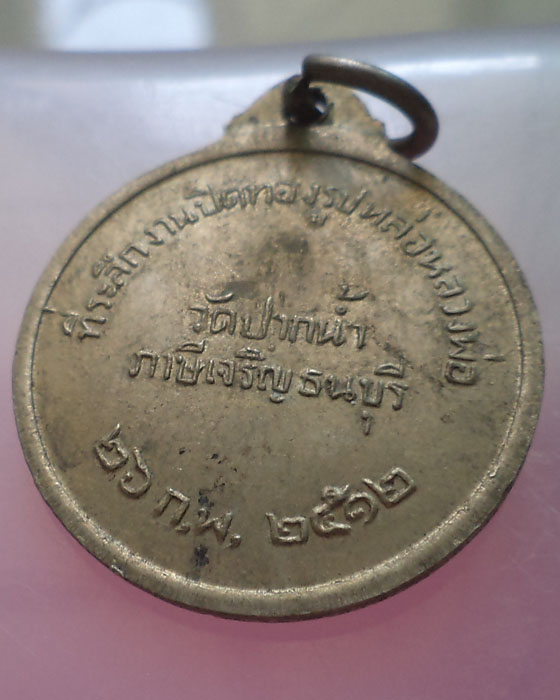 ที่ระลึกงานปิดทองรูปหล่อหลวงพ่อ
วัดปากน้ำ
ภาษีเจริญ ธนบุรี
๒๖ ก.พ. ๒๕๑๒